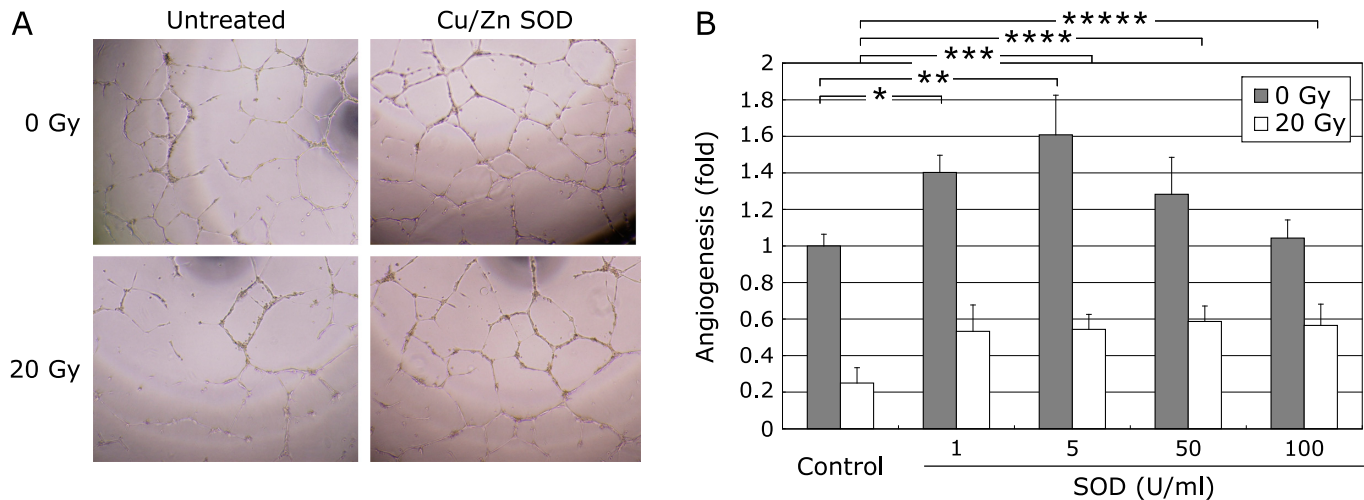 A
Untreated
Cu/Zn SOD
0 Gy
20 Gy
B
*****
****
***
**
*
2
1.8
1.6
1.4
1.2
1
0.8
0.6
0.4
0.2
0
Angiogenesis (fold)
0 Gy
20 Gy
Control
1 5 50 100
SOD (U/ml)